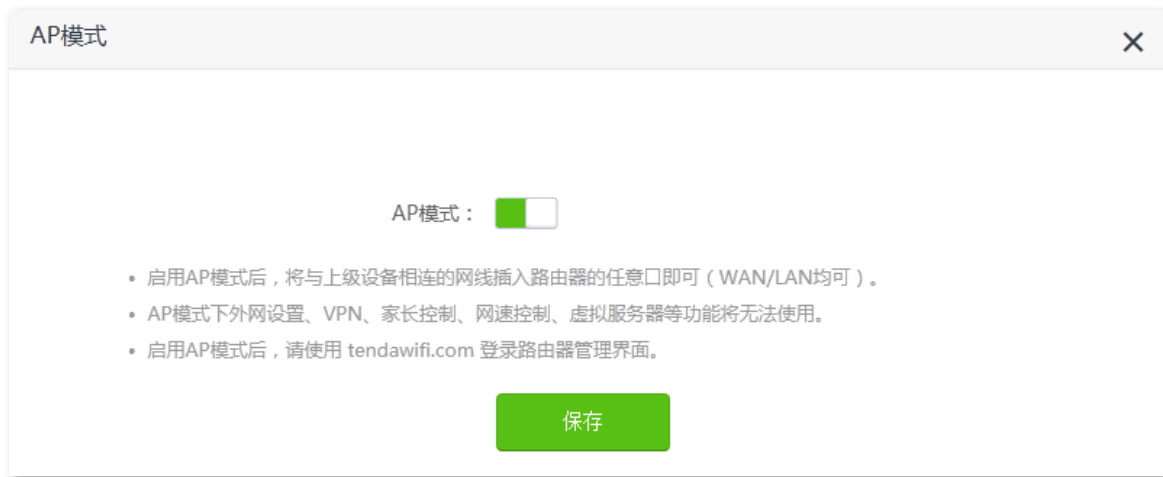 AP模式
AP模式：
• 启用AP模式后，将与上级设备相连的网线插入路由器的任意口即可（WAN/LAN均可）。
• AP模式下外网设置、VPN、家长控制、网速控制、虚拟服务器等功能将无法使用。
• 启用AP模式后，请使用 tendawifi.com 登录路由器管理界面。
保存